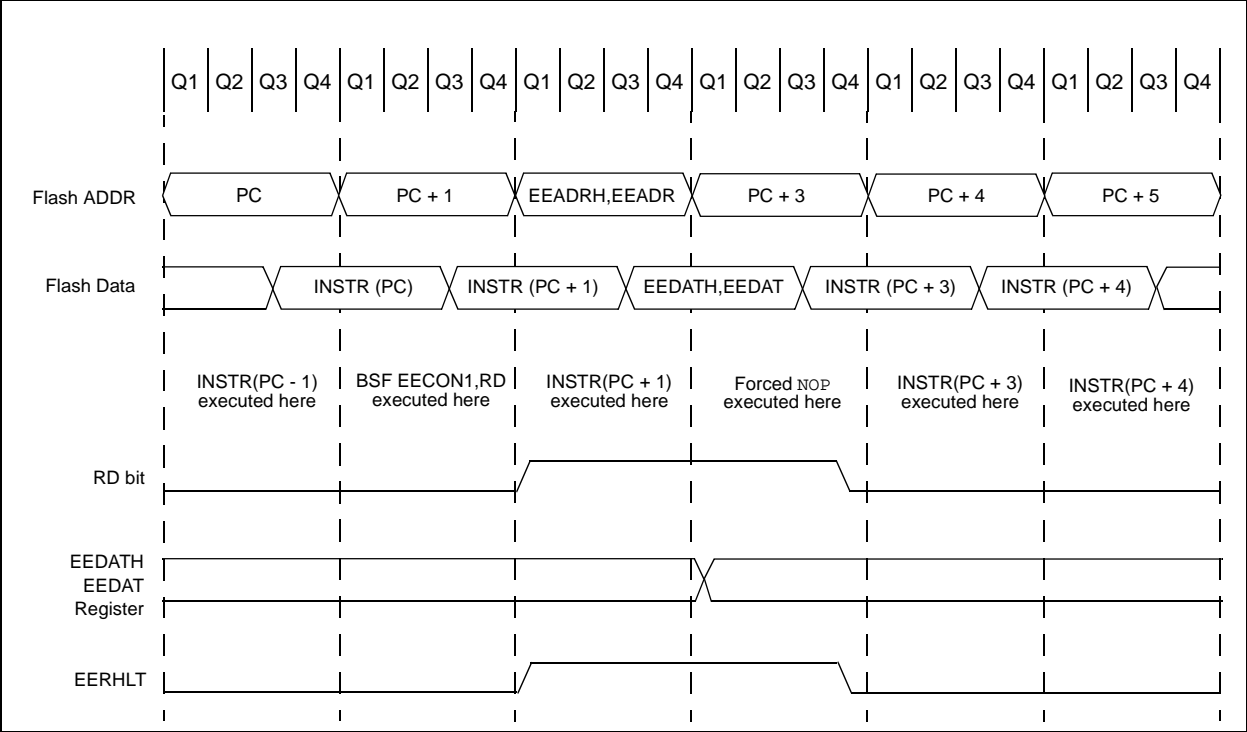 Q1 Q2 Q3 Q4 Q1 Q2 Q3 Q4 Q1 Q2 Q3 Q4 Q1 Q2 Q3 Q4 Q1 Q2 Q3 Q4 Q1 Q2 Q3 Q4
Flash ADDR PC PC + 1 EEADRH,EEADR PC + 3 PC + 4 PC + 5
Flash Data INSTR (PC) INSTR (PC + 1) EEDATH,EEDAT INSTR (PC + 3) INSTR (PC + 4)
INSTR(PC - 1)
executed here
BSF EECON1,RD
executed here
INSTR(PC + 1)
executed here
Forced NOP
executed here
INSTR(PC + 3)
executed here
INSTR(PC + 4)
executed here
RD bit
EEDATH
EEDAT
Register
EERHLT